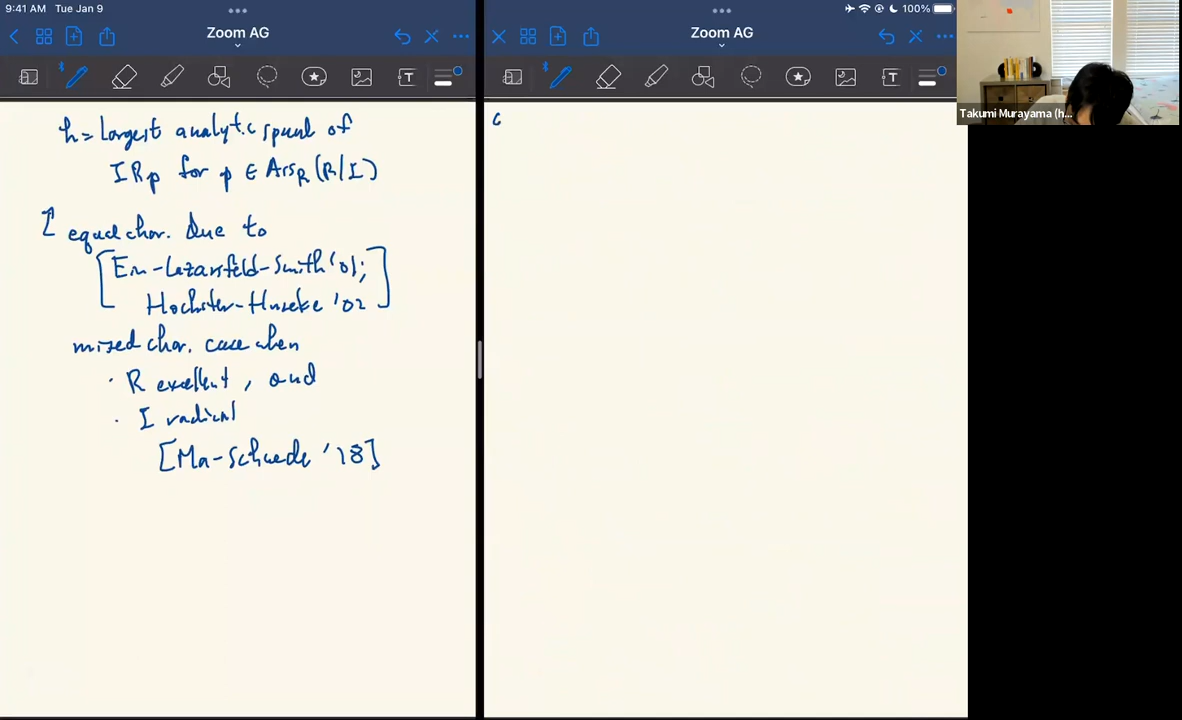 9:41 AM Tue Jan 9
100%
Zoom AG
Zoom AG
h = largest analytic spread of
IRp for p ∈ AssR(R/I)
equal char. Due to
[Ein-Lazarsfeld-Smith '01;
Hochster-Huneke '02]
mixed char. case when
· R excellent, and
· I radical
[Ma-Schwede '18]
Takumi Murayama (h...